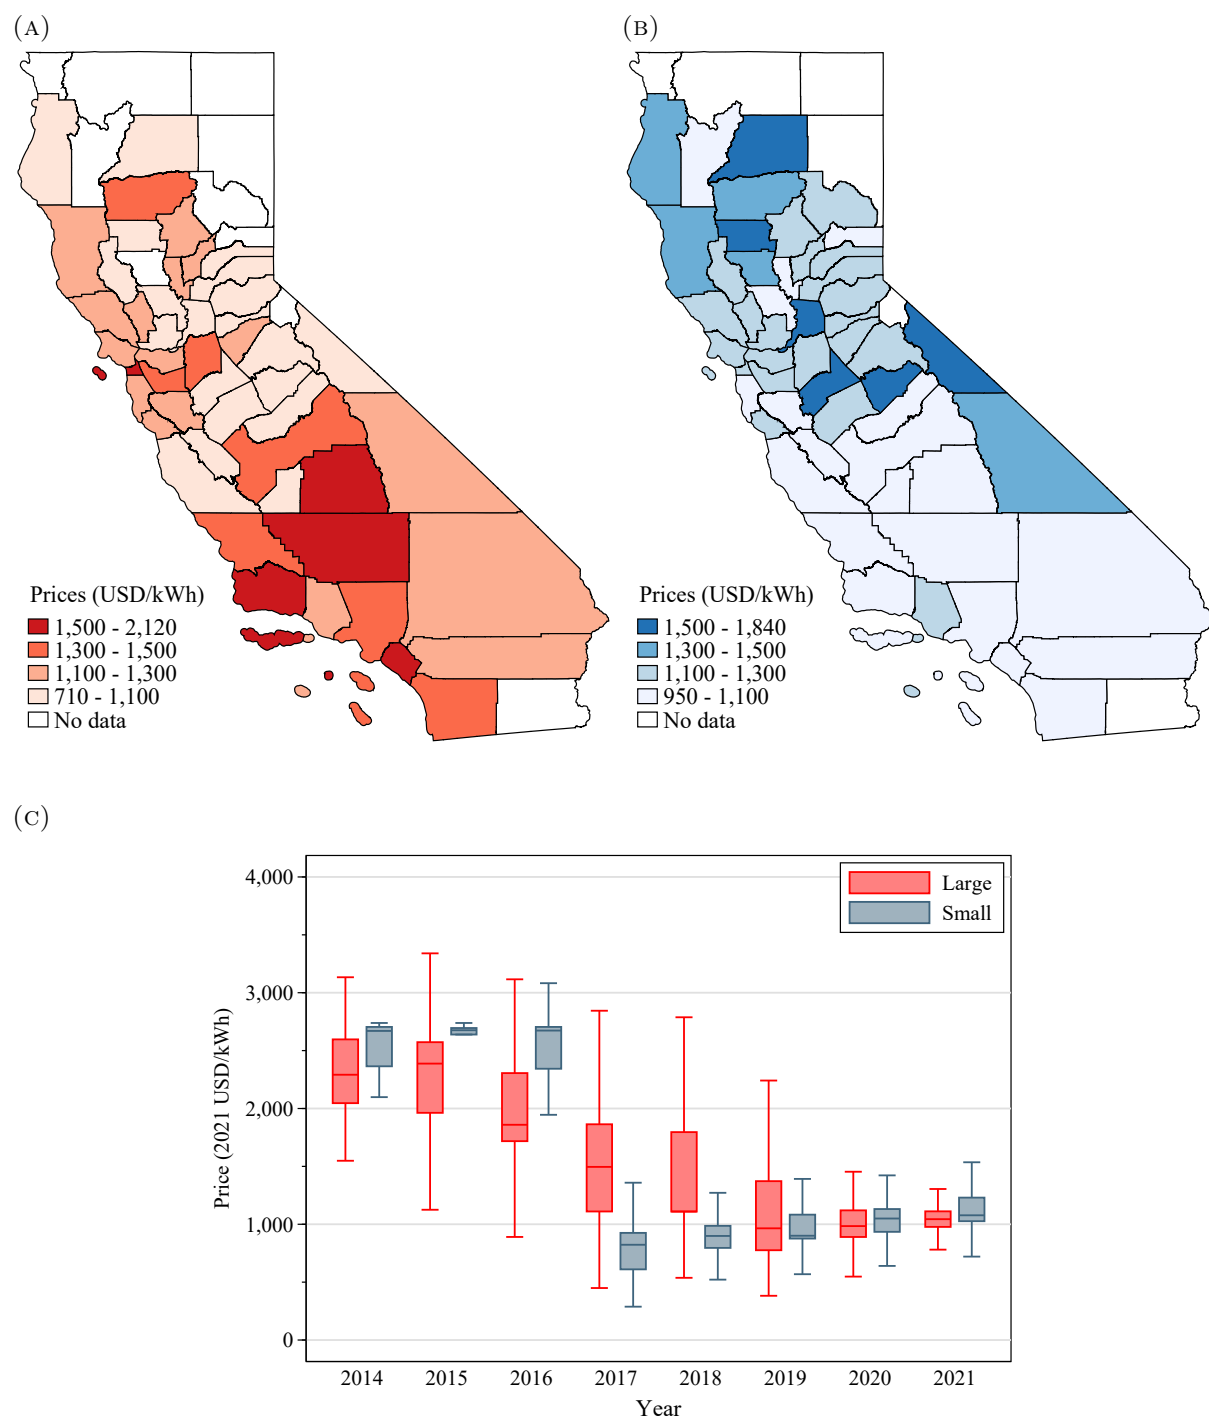 (A)
(B)
Prices (USD/kWh)
1,500 - 2,120
1,300 - 1,500
1,100 - 1,300
710 - 1,100
No data
Prices (USD/kWh)
1,500 - 1,840
1,300 - 1,500
1,100 - 1,300
950 - 1,100
No data
(C)
Large
Small
Price (2021 USD/kWh)
4,000
3,000
2,000
1,000
0
2014 2015 2016 2017 2018 2019 2020 2021
Year